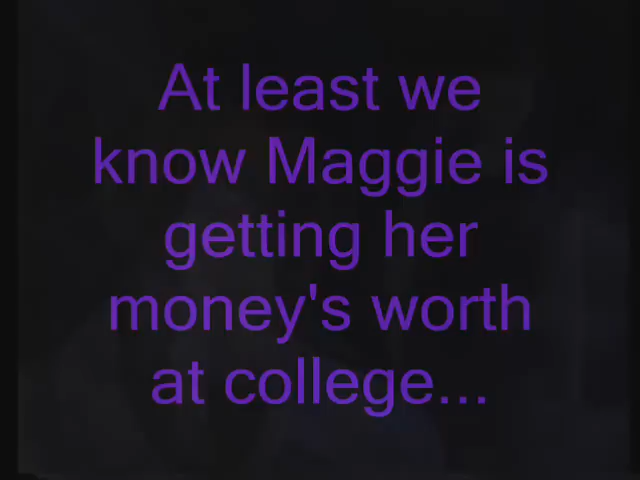 At least we
know Maggie is
getting her
money's worth
at college...